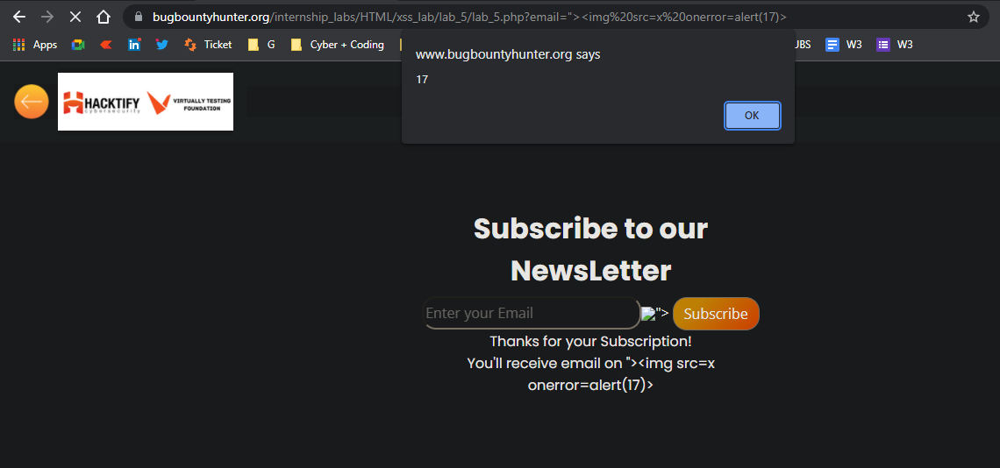 bugbountyhunter.org/internship_labs/HTML/xss_lab/lab_5/lab_5.php?email="><img%20src=x%20onerror=alert(17)>
Apps Ticket G Cyber + Coding UBS W3 W3
www.bugbountyhunter.org says
17
OK
HACKTIFY
cybersecurity
VIRTUALLY TESTING
FOUNDATION
Subscribe to our
NewsLetter
Enter your Email "> Subscribe
Thanks for your Subscription!
You'll receive email on "><img src=x
onerror=alert(17)>